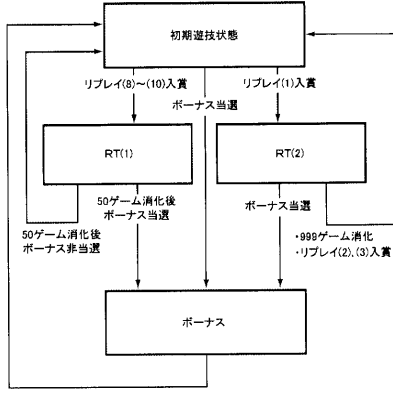 初期遊技状態
リプレイ(8)~(10)入賞
リプレイ(1)入賞
ボーナス当選
RT(1)
RT(2)
50ゲーム消化後
ボーナス当選
ボーナス当選
50ゲーム消化後
ボーナス非当選
・999ゲーム消化
・リプレイ(2)、(3)入賞
ボーナス